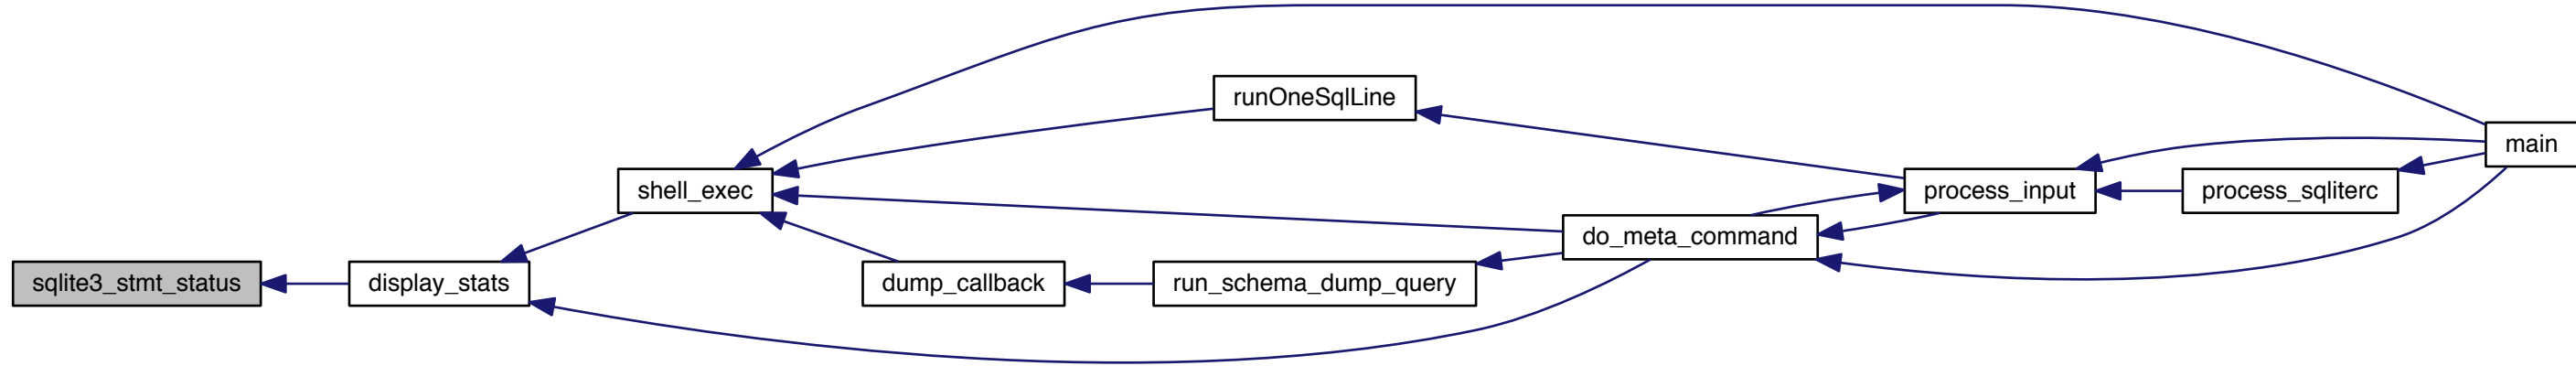 runOneSqlLine
main
shell_exec
process_input
process_sqliterc
do_meta_command
sqlite3_stmt_status
display_stats
dump_callback
run_schema_dump_query